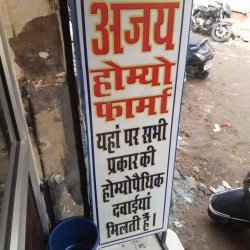 अजय
होम्यो
फार्मा
यहां पर सभी
प्रकार की
होम्योपैथिक
दवाईयां
मिलती हैं।